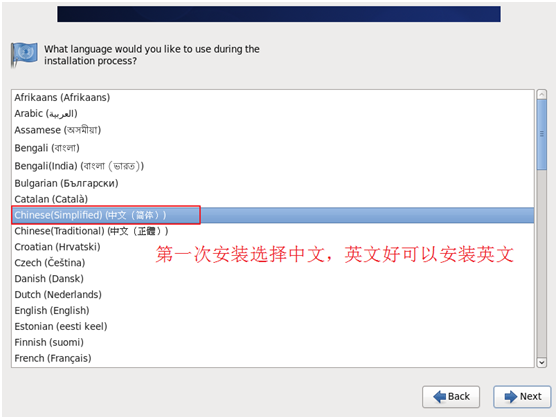 What language would you like to use during the
installation process?
Afrikaans (Afrikaans)
Arabic (العربية)
Assamese (অসমীয়া)
Bengali (বাংলা)
Bengali(India) (বাংলা (ভারত))
Bulgarian (Български)
Catalan (Català)
Chinese(Simplified) (中文（简体）)
Chinese(Traditional) (中文（正體）)
Croatian (Hrvatski)
第一次安装选择中文，英文好可以安装英文
Czech (Čeština)
Danish (Dansk)
Dutch (Nederlands)
English (English)
Estonian (eesti keel)
Finnish (suomi)
French (Français)
Back
Next